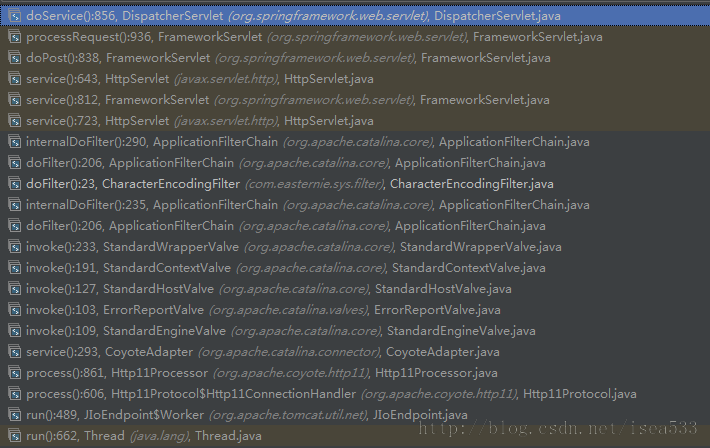 doService():856, DispatcherServlet (org.springframework.web.servlet), DispatcherServlet.java
processRequest():936, FrameworkServlet (org.springframework.web.servlet), FrameworkServlet.java
doPost():838, FrameworkServlet (org.springframework.web.servlet), FrameworkServlet.java
service():643, HttpServlet (javax.servlet.http), HttpServlet.java
service():812, FrameworkServlet (org.springframework.web.servlet), FrameworkServlet.java
service():723, HttpServlet (javax.servlet.http), HttpServlet.java
internalDoFilter():290, ApplicationFilterChain (org.apache.catalina.core), ApplicationFilterChain.java
doFilter():206, ApplicationFilterChain (org.apache.catalina.core), ApplicationFilterChain.java
doFilter():23, CharacterEncodingFilter (com.easternie.sys.filter), CharacterEncodingFilter.java
internalDoFilter():235, ApplicationFilterChain (org.apache.catalina.core), ApplicationFilterChain.java
doFilter():206, ApplicationFilterChain (org.apache.catalina.core), ApplicationFilterChain.java
invoke():233, StandardWrapperValve (org.apache.catalina.core), StandardWrapperValve.java
invoke():191, StandardContextValve (org.apache.catalina.core), StandardContextValve.java
invoke():127, StandardHostValve (org.apache.catalina.core), StandardHostValve.java
invoke():103, ErrorReportValve (org.apache.catalina.valves), ErrorReportValve.java
invoke():109, StandardEngineValve (org.apache.catalina.core), StandardEngineValve.java
service():293, CoyoteAdapter (org.apache.catalina.connector), CoyoteAdapter.java
process():861, Http11Processor (org.apache.coyote.http11), Http11Processor.java
process():606, Http11Protocol$Http11ConnectionHandler (org.apache.coyote.http11), Http11Protocol.java
run():489, JIoEndpoint$Worker (org.apache.tomcat.util.net), JIoEndpoint.java
http://blog.csdn.net/isea533
run():662, Thread (java.lang), Thread.java